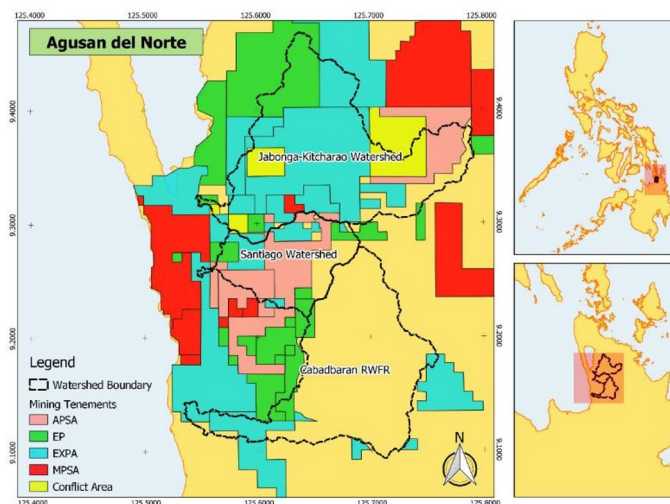 125.4000 125.5000 125.6000 125.7000 125.8000
Agusan del Norte
9.4000 9.4000
Jabonga-Kitcharao Watershed
9.3000 9.3000
Santiago Watershed
9.2000 9.2000
Legend
Cabadbaran RWFR
Watershed Boundary
Mining Tenements
APSA
EP
EXPA
MPSA
Conflict Area
N
9.1000 9.1000
125.4000 125.5000 125.6000 125.7000 125.8000